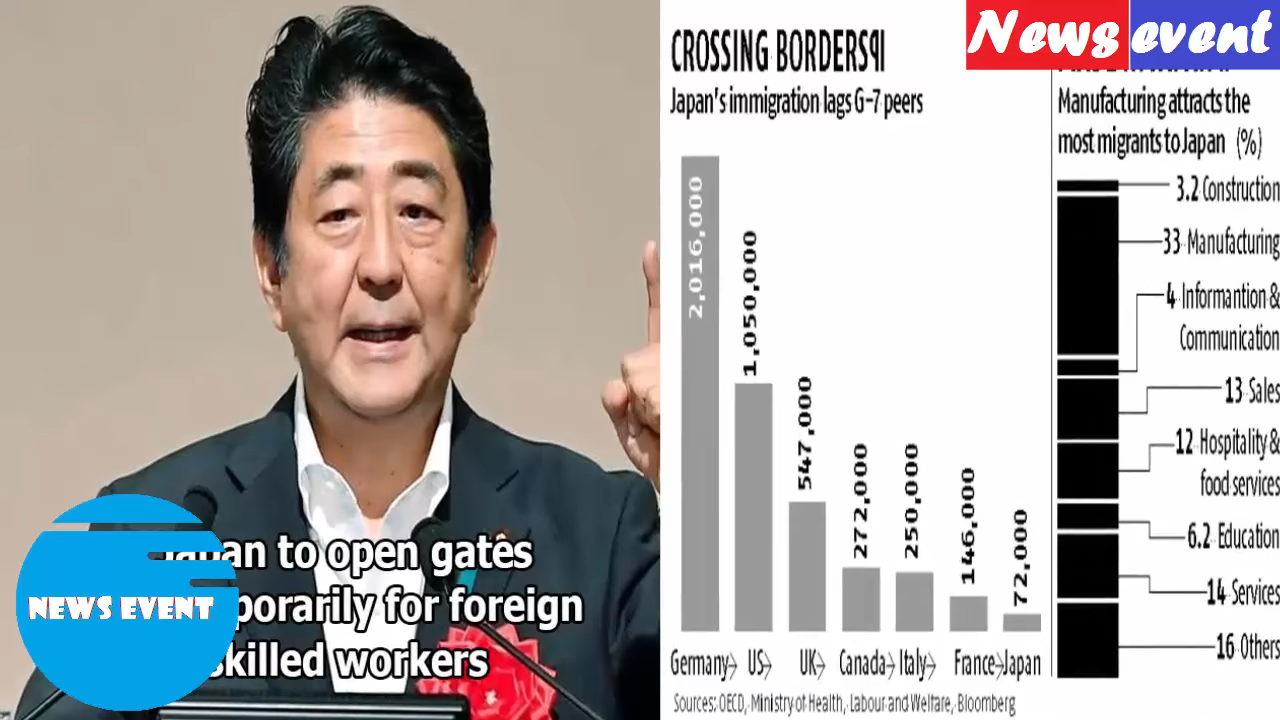 Japan to open gates
porarily for foreign
skilled workers
NEWS EVENT
CROSSING BORDERS¶
Japan's immigration lags G-7 peers
2,016,000
1,050,000
547,000
272,000
250,000
146,000
72,000
Germany
US
UK
Canada
Italy
France
Japan
Sources: OECD, Ministry of Health, Labour and Welfare, Bloomberg
News event
Manufacturing attracts the
most migrants to Japan (%)
3.2 Construction
33 Manufacturing
4 Informantion &
Communication
13 Sales
12 Hospitality &
food services
6.2 Education
14 Services
16 Others